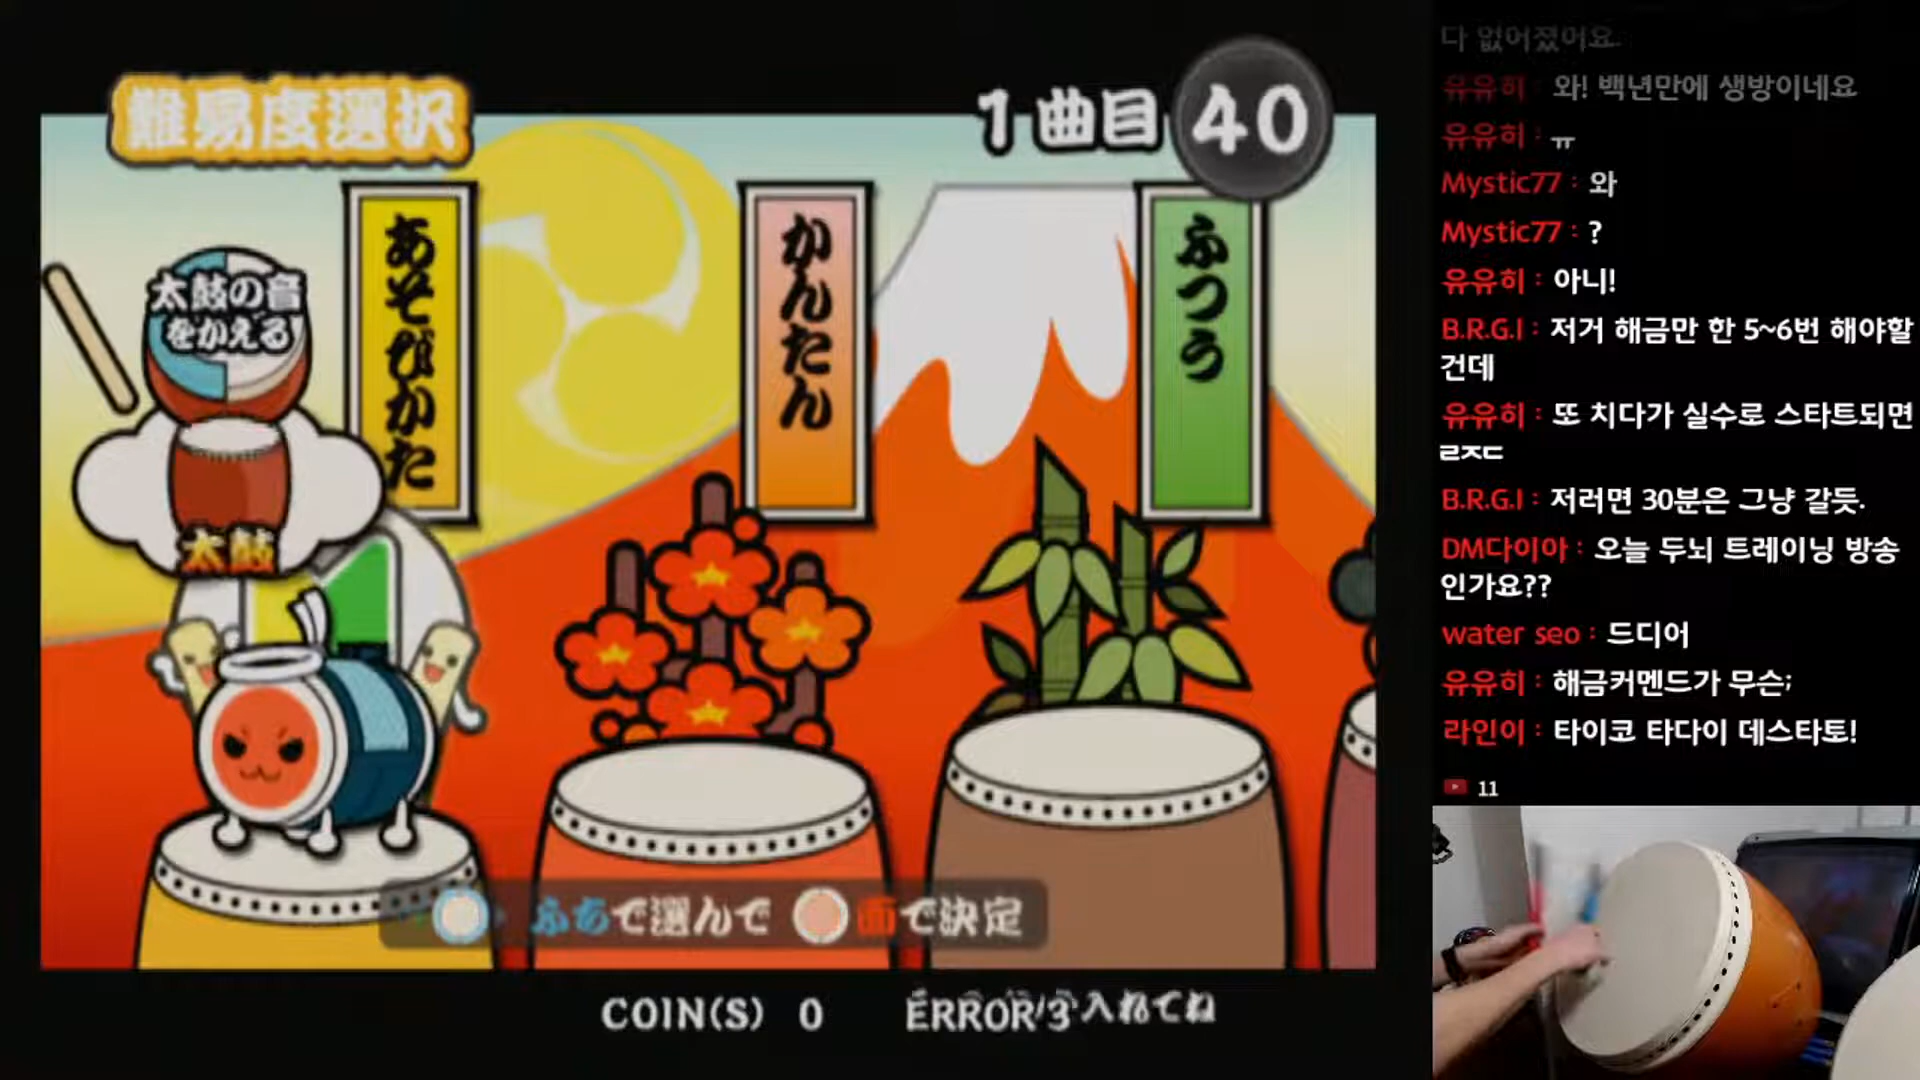 難易度選択
1曲目
40
あそびかた
かんたん
ふつう
太鼓の音
をかえる
太鼓
ふちで選んで 面で決定
COIN(S) 0
ERROR/3
入れてね
다 없어졌어요.
유유히 : 와! 백년만에 생방이네요
유유히 : ㅠ
Mystic77 : 와
Mystic77 : ?
유유히 : 아니!
B.R.G.I : 저거 해금만 한 5~6번 해야할
건데
유유히 : 또 치다가 실수로 스타트되면
ㄹㅈㄷ
B.R.G.I : 저러면 30분은 그냥 갈듯.
DM다이아 : 오늘 두뇌 트레이닝 방송
인가요??
water seo : 드디어
유유히 : 해금커멘드가 무슨;
라인이 : 타이코 타다이 데스타토!
11